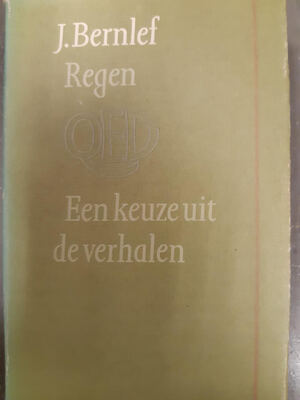 J. Bernlef
Regen
Een keuze uit
de verhalen